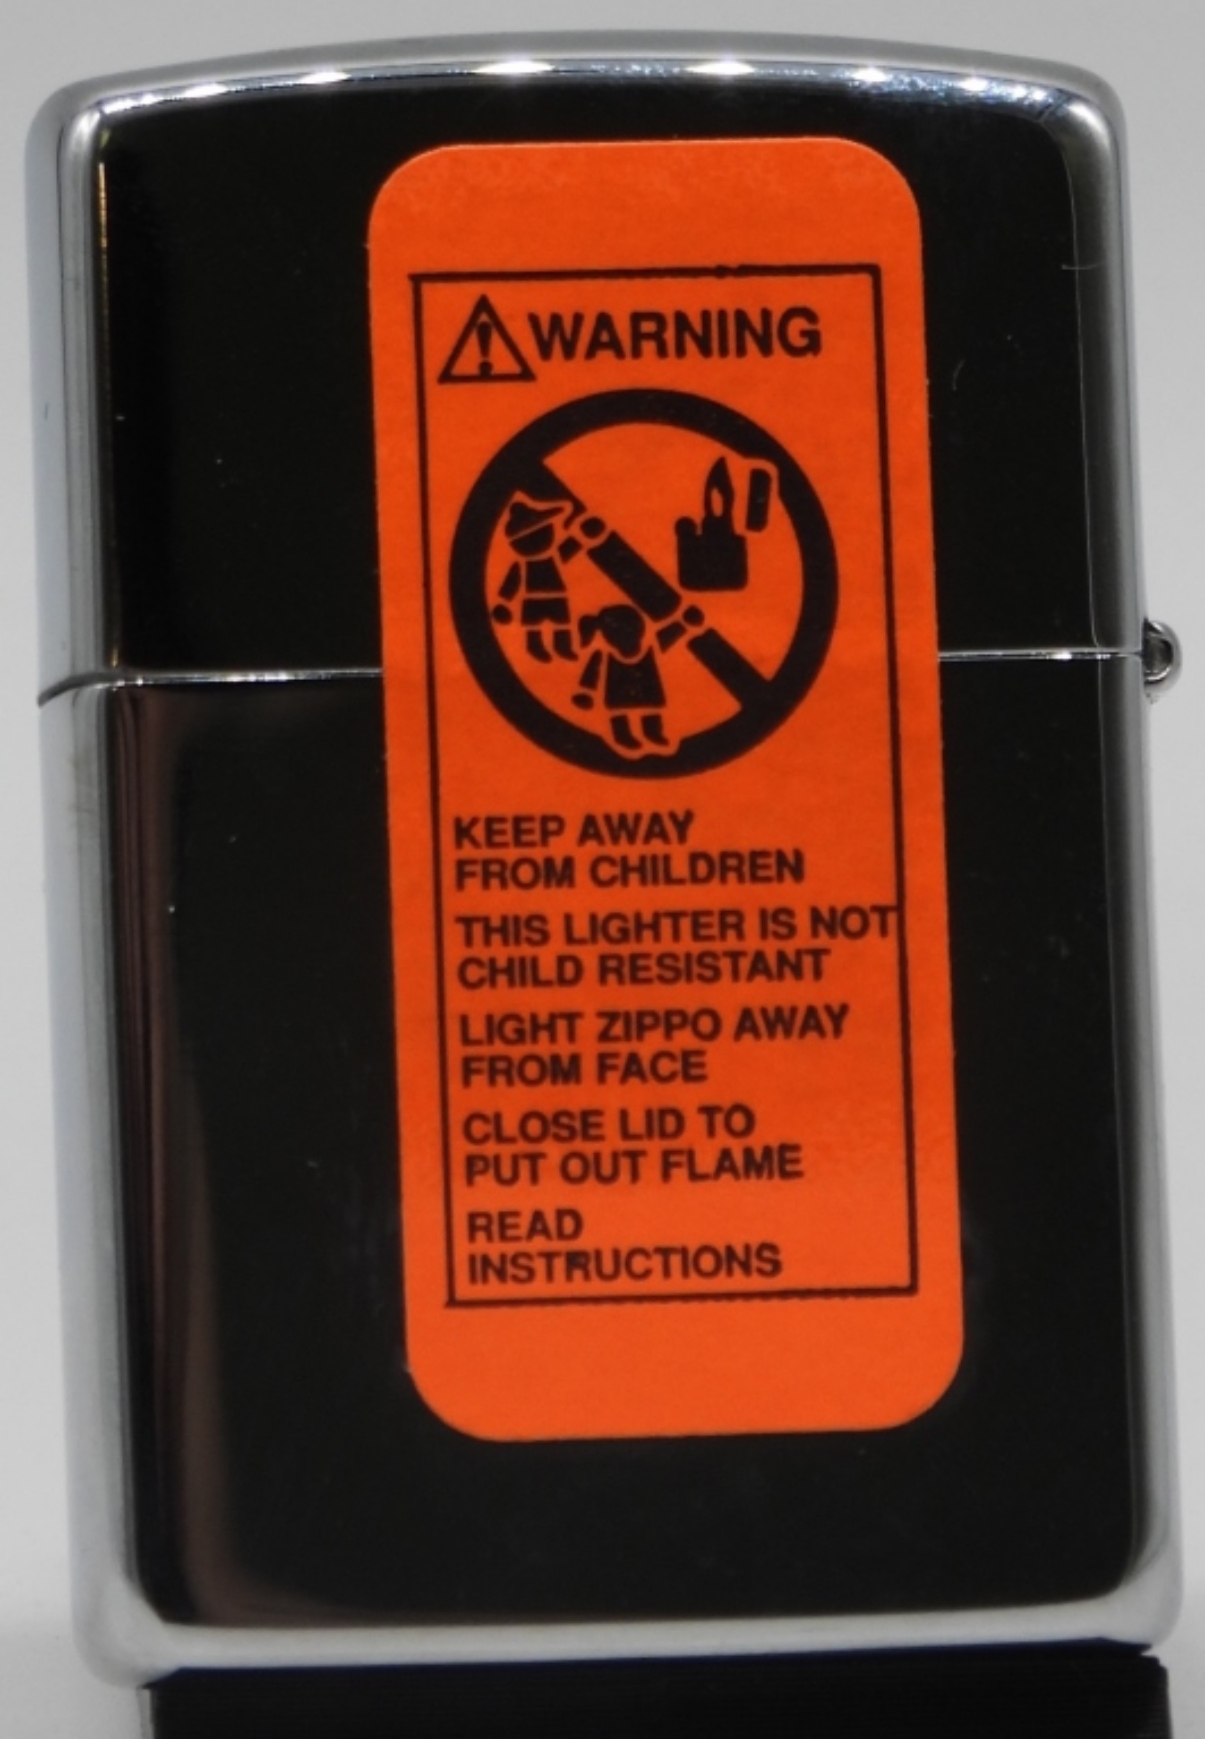 WARNING
KEEP AWAY
FROM CHILDREN
THIS LIGHTER IS NOT
CHILD RESISTANT
LIGHT ZIPPO AWAY
FROM FACE
CLOSE LID TO
PUT OUT FLAME
READ
INSTRUCTIONS